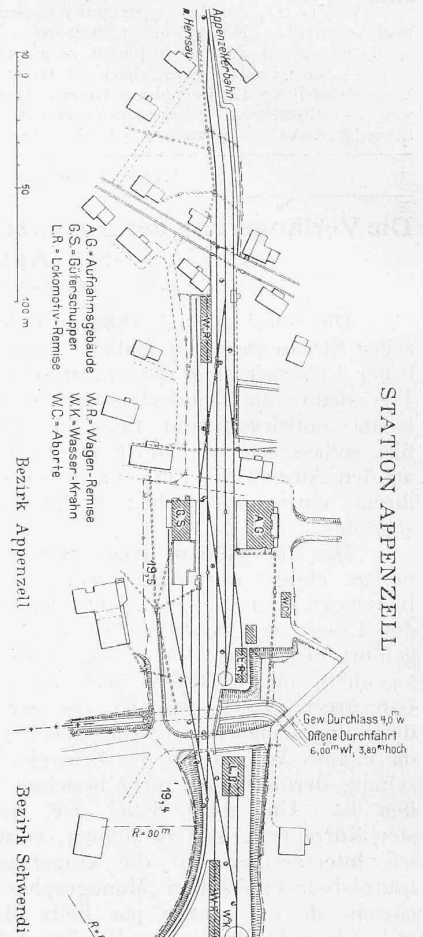 STATION APPENZELL
Appenzellerbahn
n. Herisau
10
0
50
100 m
A.G. = Aufnahmsgebäude
G.S. = Güterschuppen
L.R. = Lokomotiv-Remise
W.R. = Wagen-Remise
W.K. = Wasser-Krahn
W.C. = Aborte
W.R.
G.S.
A.G.
W.C.
19,5
Gew Durchlass 4,0 w
Offene Durchfahrt
6,00 m wt, 3,80 m hoch
L.R.
19,4
R=80 m
W.R.
W.K.
Bezirk Appenzell
Bezirk Schwendi